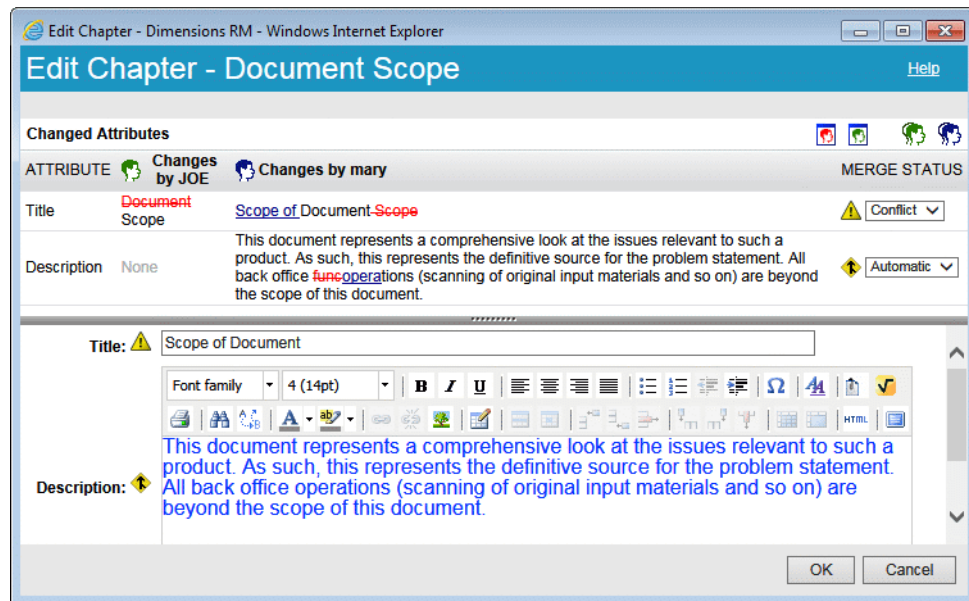 Edit Chapter - Dimensions RM - Windows Internet Explorer
Edit Chapter - Document Scope
Help
Changed Attributes
ATTRIBUTE Changes by JOE Changes by mary MERGE STATUS
Title Document Scope Scope of Document Scope Conflict
Description None This document represents a comprehensive look at the issues relevant to such a
product. As such, this represents the definitive source for the problem statement. All
back office funcoperations (scanning of original input materials and so on) are beyond
the scope of this document. Automatic
Title: Scope of Document
Font family 4 (14pt) B I U Ω A
A ab HTML
Description: This document represents a comprehensive look at the issues relevant to such a
product. As such, this represents the definitive source for the problem statement.
All back office operations (scanning of original input materials and so on) are
beyond the scope of this document.
OK Cancel